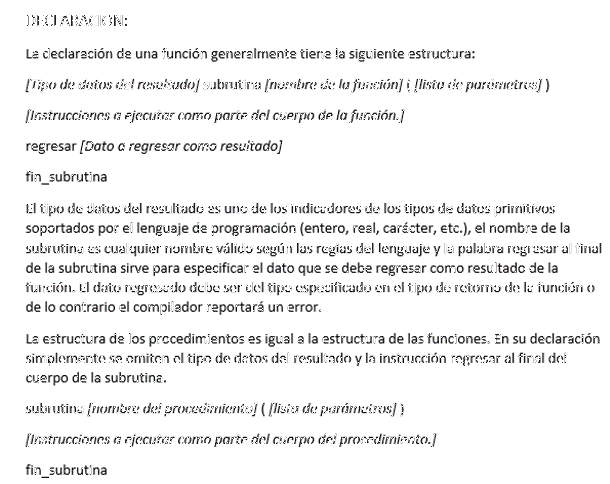 DECLARACIÓN:
La declaración de una función generalmente tiene la siguiente estructura:
[Tipo de datos del resultado] subrutina [nombre de la función] ( [lista de parámetros] )
[Instrucciones a ejecutar como parte del cuerpo de la función.]
regresar [Dato a regresar como resultado]
fin_subrutina
El tipo de datos del resultado es uno de los indicadores de los tipos de datos primitivos
soportados por el lenguaje de programación (entero, real, carácter, etc.), el nombre de la
subrutina es cualquier nombre válido según las reglas del lenguaje y la palabra regresar al final
de la subrutina sirve para especificar el dato que se debe regresar como resultado de la
función. El dato regresado debe ser del tipo especificado en el tipo de retorno de la función o
de lo contrario el compilador reportará un error.
La estructura de los procedimientos es igual a la estructura de las funciones. En su declaración
simplemente se omiten el tipo de datos del resultado y la instrucción regresar al final del
cuerpo de la subrutina.
subrutina [nombre del procedimiento] ( [lista de parámetros] )
[Instrucciones a ejecutar como parte del cuerpo del procedimiento.]
fin_subrutina